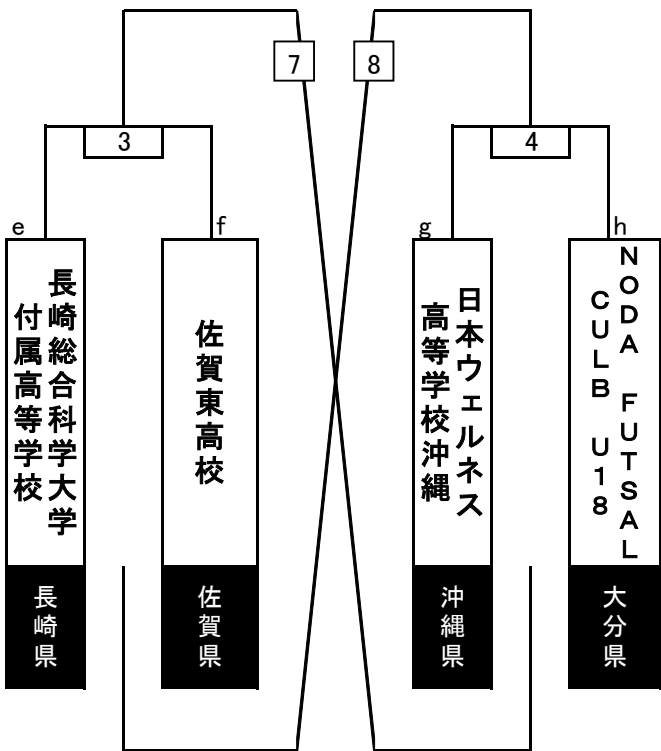 7
8
3
4
e
f
g
h
長崎総合科学大学
付属高等学校
佐賀東高校
日本ウェルネス
高等学校沖縄
ＮＯＤＡ　ＦＵＴＳＡＬ
ＣＵＬＢ　Ｕ１８
長崎県
佐賀県
沖縄県
大分県